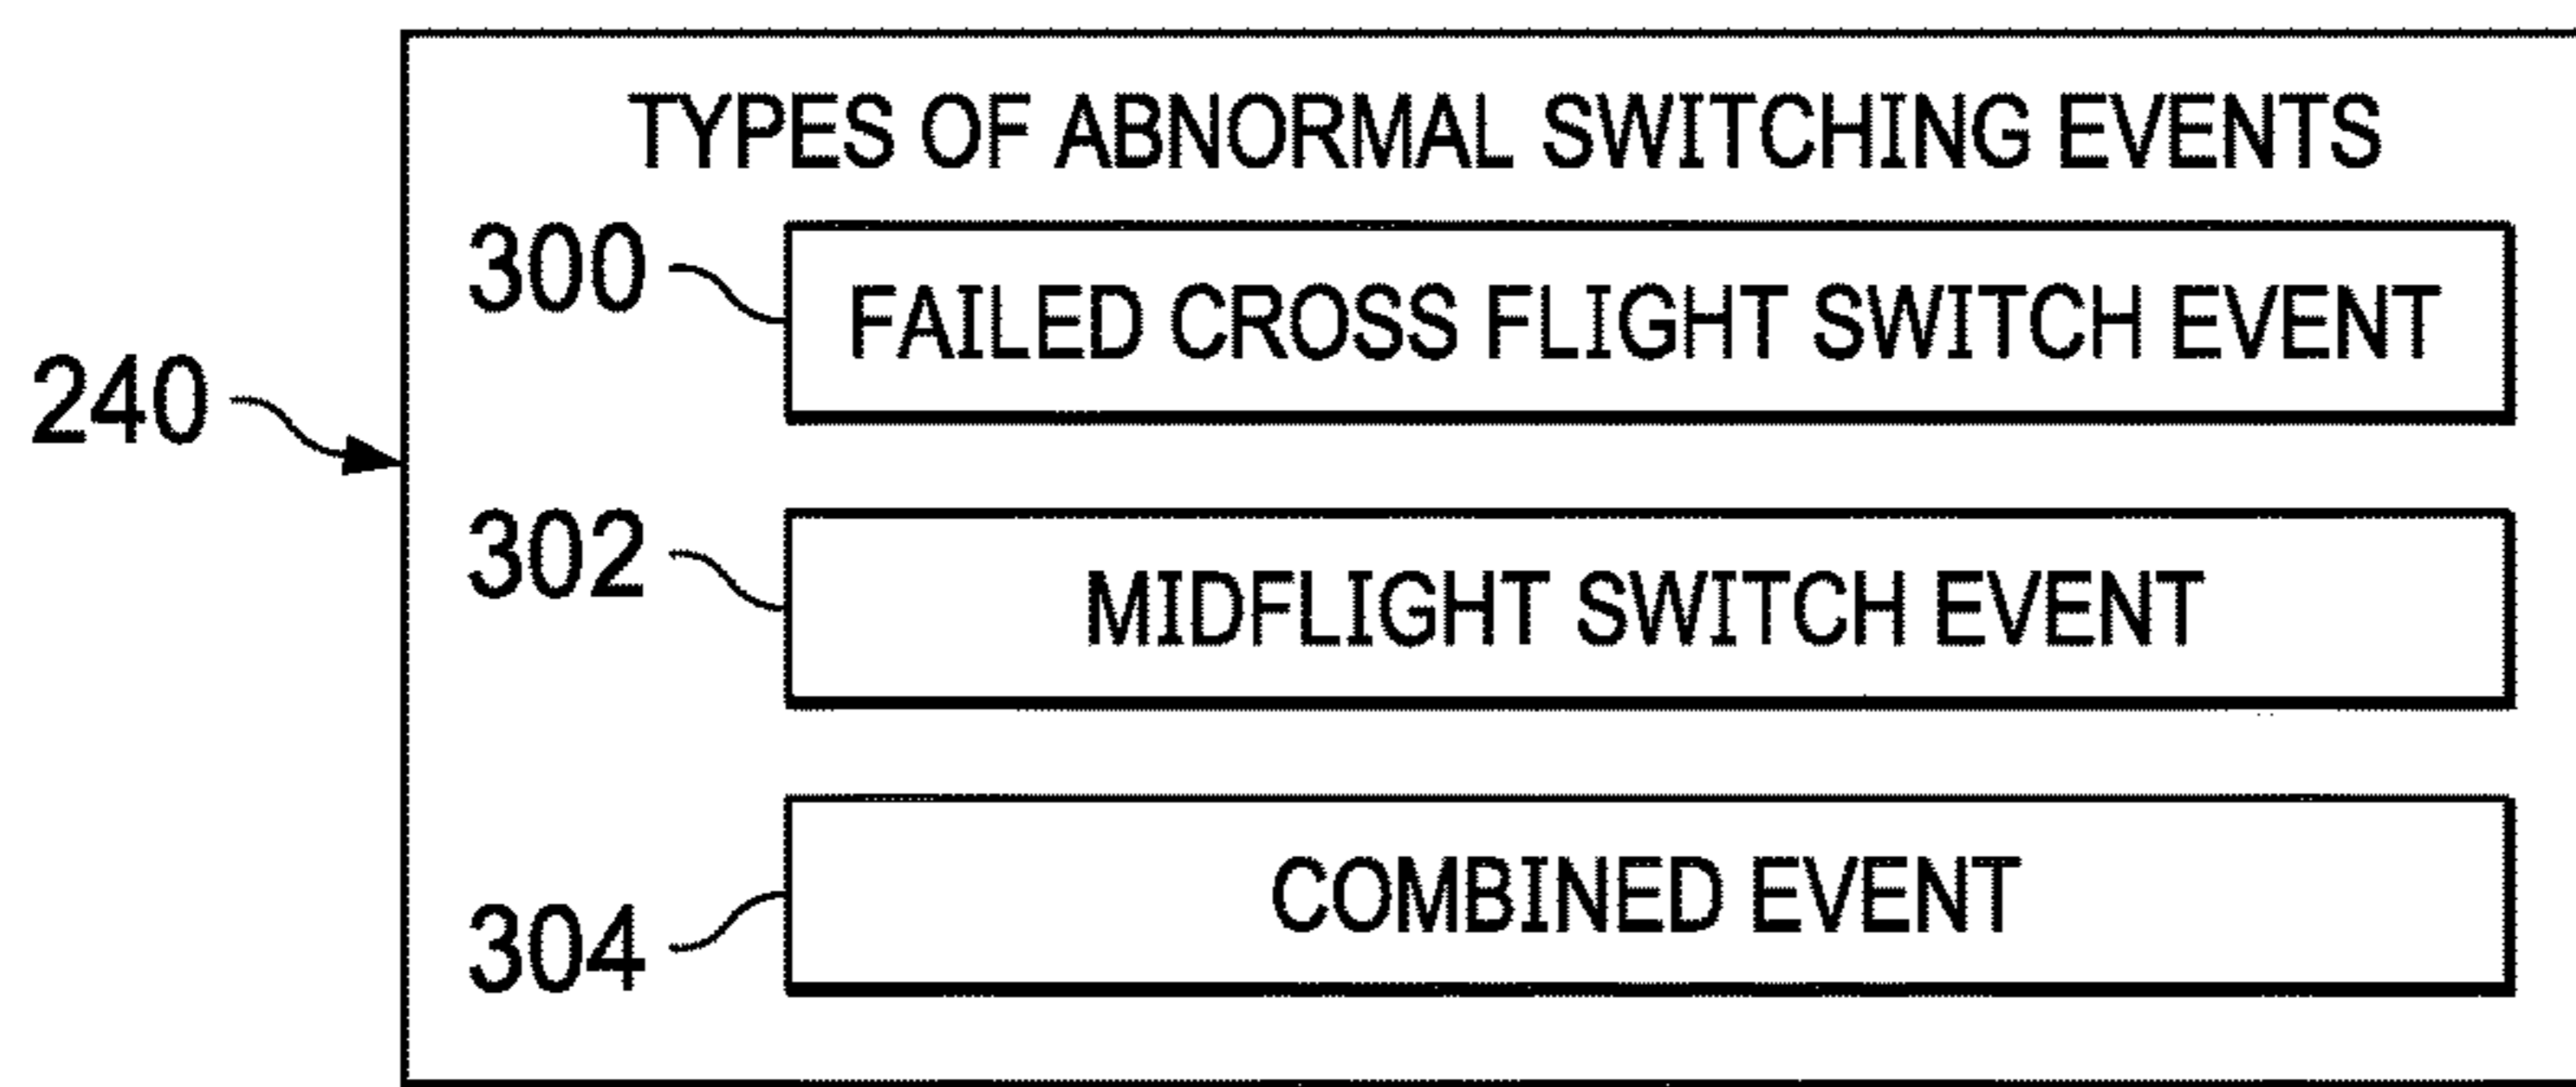 TYPES OF ABNORMAL SWITCHING EVENTS
300
FAILED CROSS FLIGHT SWITCH EVENT
240
302
MIDFLIGHT SWITCH EVENT
304
COMBINED EVENT